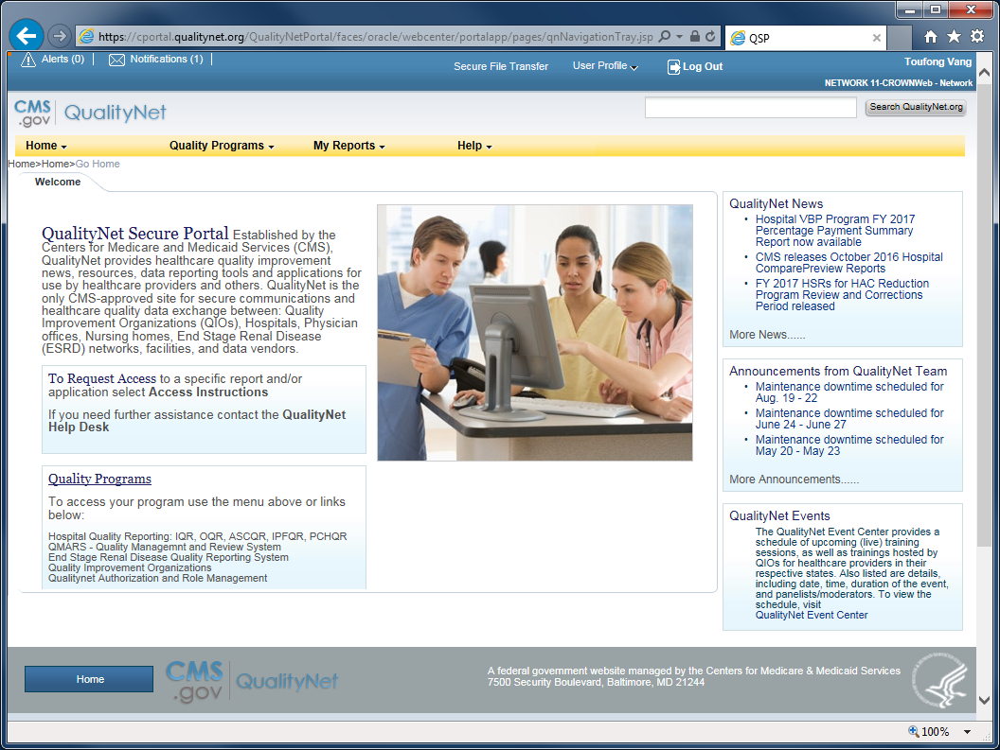 https://cportal.qualitynet.org/QualityNetPortal/faces/oracle/webcenter/portalapp/pages/qnNavigationTray.jsp
QSP
Alerts (0)
Notifications (1)
Secure File Transfer
User Profile
Log Out
Toufong Vang
NETWORK 11-CROWNWeb - Network
CMS
.gov
QualityNet
Search QualityNet.org
Home
Quality Programs
My Reports
Help
Home>Home>Go Home
Welcome
QualityNet Secure Portal Established by the
Centers for Medicare and Medicaid Services (CMS),
QualityNet provides healthcare quality improvement
news, resources, data reporting tools and applications for
use by healthcare providers and others. QualityNet is the
only CMS-approved site for secure communications and
healthcare quality data exchange between: Quality
Improvement Organizations (QIOs), Hospitals, Physician
offices, Nursing homes, End Stage Renal Disease
(ESRD) networks, facilities, and data vendors.
To Request Access to a specific report and/or
application select Access Instructions
If you need further assistance contact the QualityNet
Help Desk
Quality Programs
To access your program use the menu above or links
below:
Hospital Quality Reporting: IQR, OQR, ASCQR, IPFQR, PCHQR
QMARS - Quality Managemnt and Review System
End Stage Renal Disease Quality Reporting System
Quality Improvement Organizations
Qualitynet Authorization and Role Management
QualityNet News
• Hospital VBP Program FY 2017
Percentage Payment Summary
Report now available
• CMS releases October 2016 Hospital
ComparePreview Reports
• FY 2017 HSRs for HAC Reduction
Program Review and Corrections
Period released
More News......
Announcements from QualityNet Team
• Maintenance downtime scheduled for
Aug. 19 - 22
• Maintenance downtime scheduled for
June 24 - June 27
• Maintenance downtime scheduled for
May 20 - May 23
More Announcements......
QualityNet Events
The QualityNet Event Center provides a
schedule of upcoming (live) training
sessions, as well as trainings hosted by
QIOs for healthcare providers in their
respective states. Also listed are details,
including date, time, duration of the event,
and panelists/moderators. To view the
schedule, visit
QualityNet Event Center
Home
CMS
.gov
QualityNet
A federal government website managed by the Centers for Medicare & Medicaid Services
7500 Security Boulevard, Baltimore, MD 21244
100%